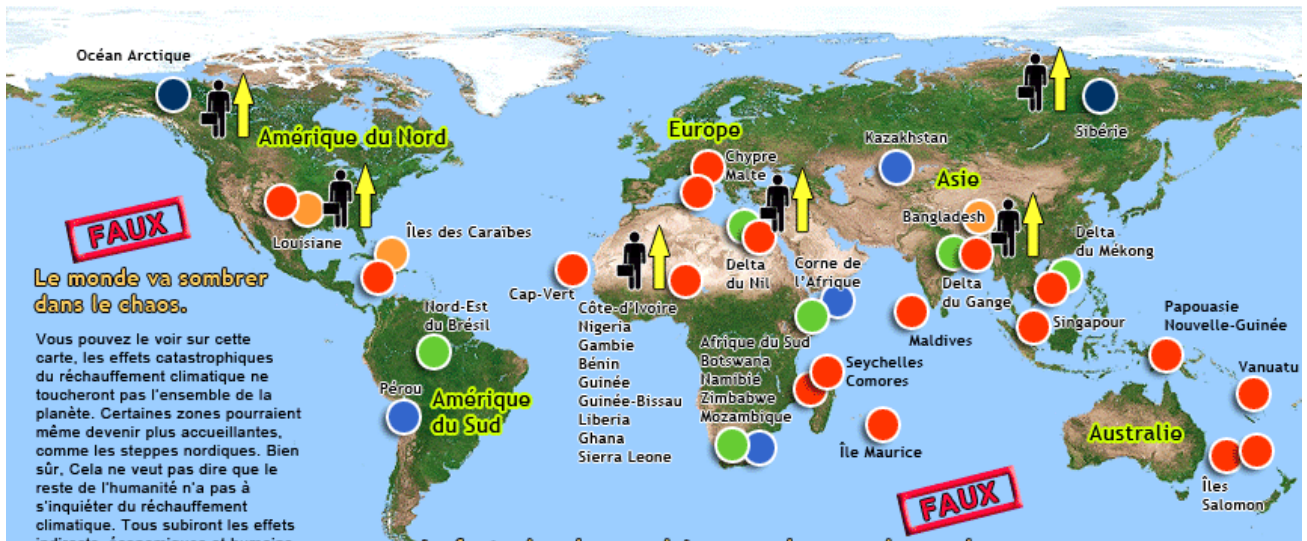 Océan Arctique
Amérique du Nord
Europe
Chypre
Malte
Kazakhstan
Sibérie
Asie
Bangladesh
Delta
du Mékong
FAUX
Louisiane
Îles des Caraïbes
Le monde va sombrer
dans le chaos.
Cap-Vert
Delta
du Nil
Corne de
l'Afrique
Delta
du Gange
Nord-Est
du Brésil
Côte-d'Ivoire
Nigeria
Gambie
Bénin
Guinée
Guinée-Bissau
Liberia
Ghana
Sierra Leone
Afrique du Sud
Botswana
Namibie
Zimbabwe
Mozambique
Seychelles
Comores
Maldives
Singapour
Papouasie
Nouvelle-Guinée
Vanuatu
Vous pouvez le voir sur cette
carte, les effets catastrophiques
du réchauffement climatique ne
toucheront pas l'ensemble de la
planète. Certaines zones pourraient
même devenir plus accueillantes,
comme les steppes nordiques. Bien
sûr, Cela ne veut pas dire que le
reste de l'humanité n'a pas à
s'inquiéter du réchauffement
climatique. Tous subiront les effets
Pérou
Amérique
du Sud
Île Maurice
Australie
Îles
Salomon
FAUX